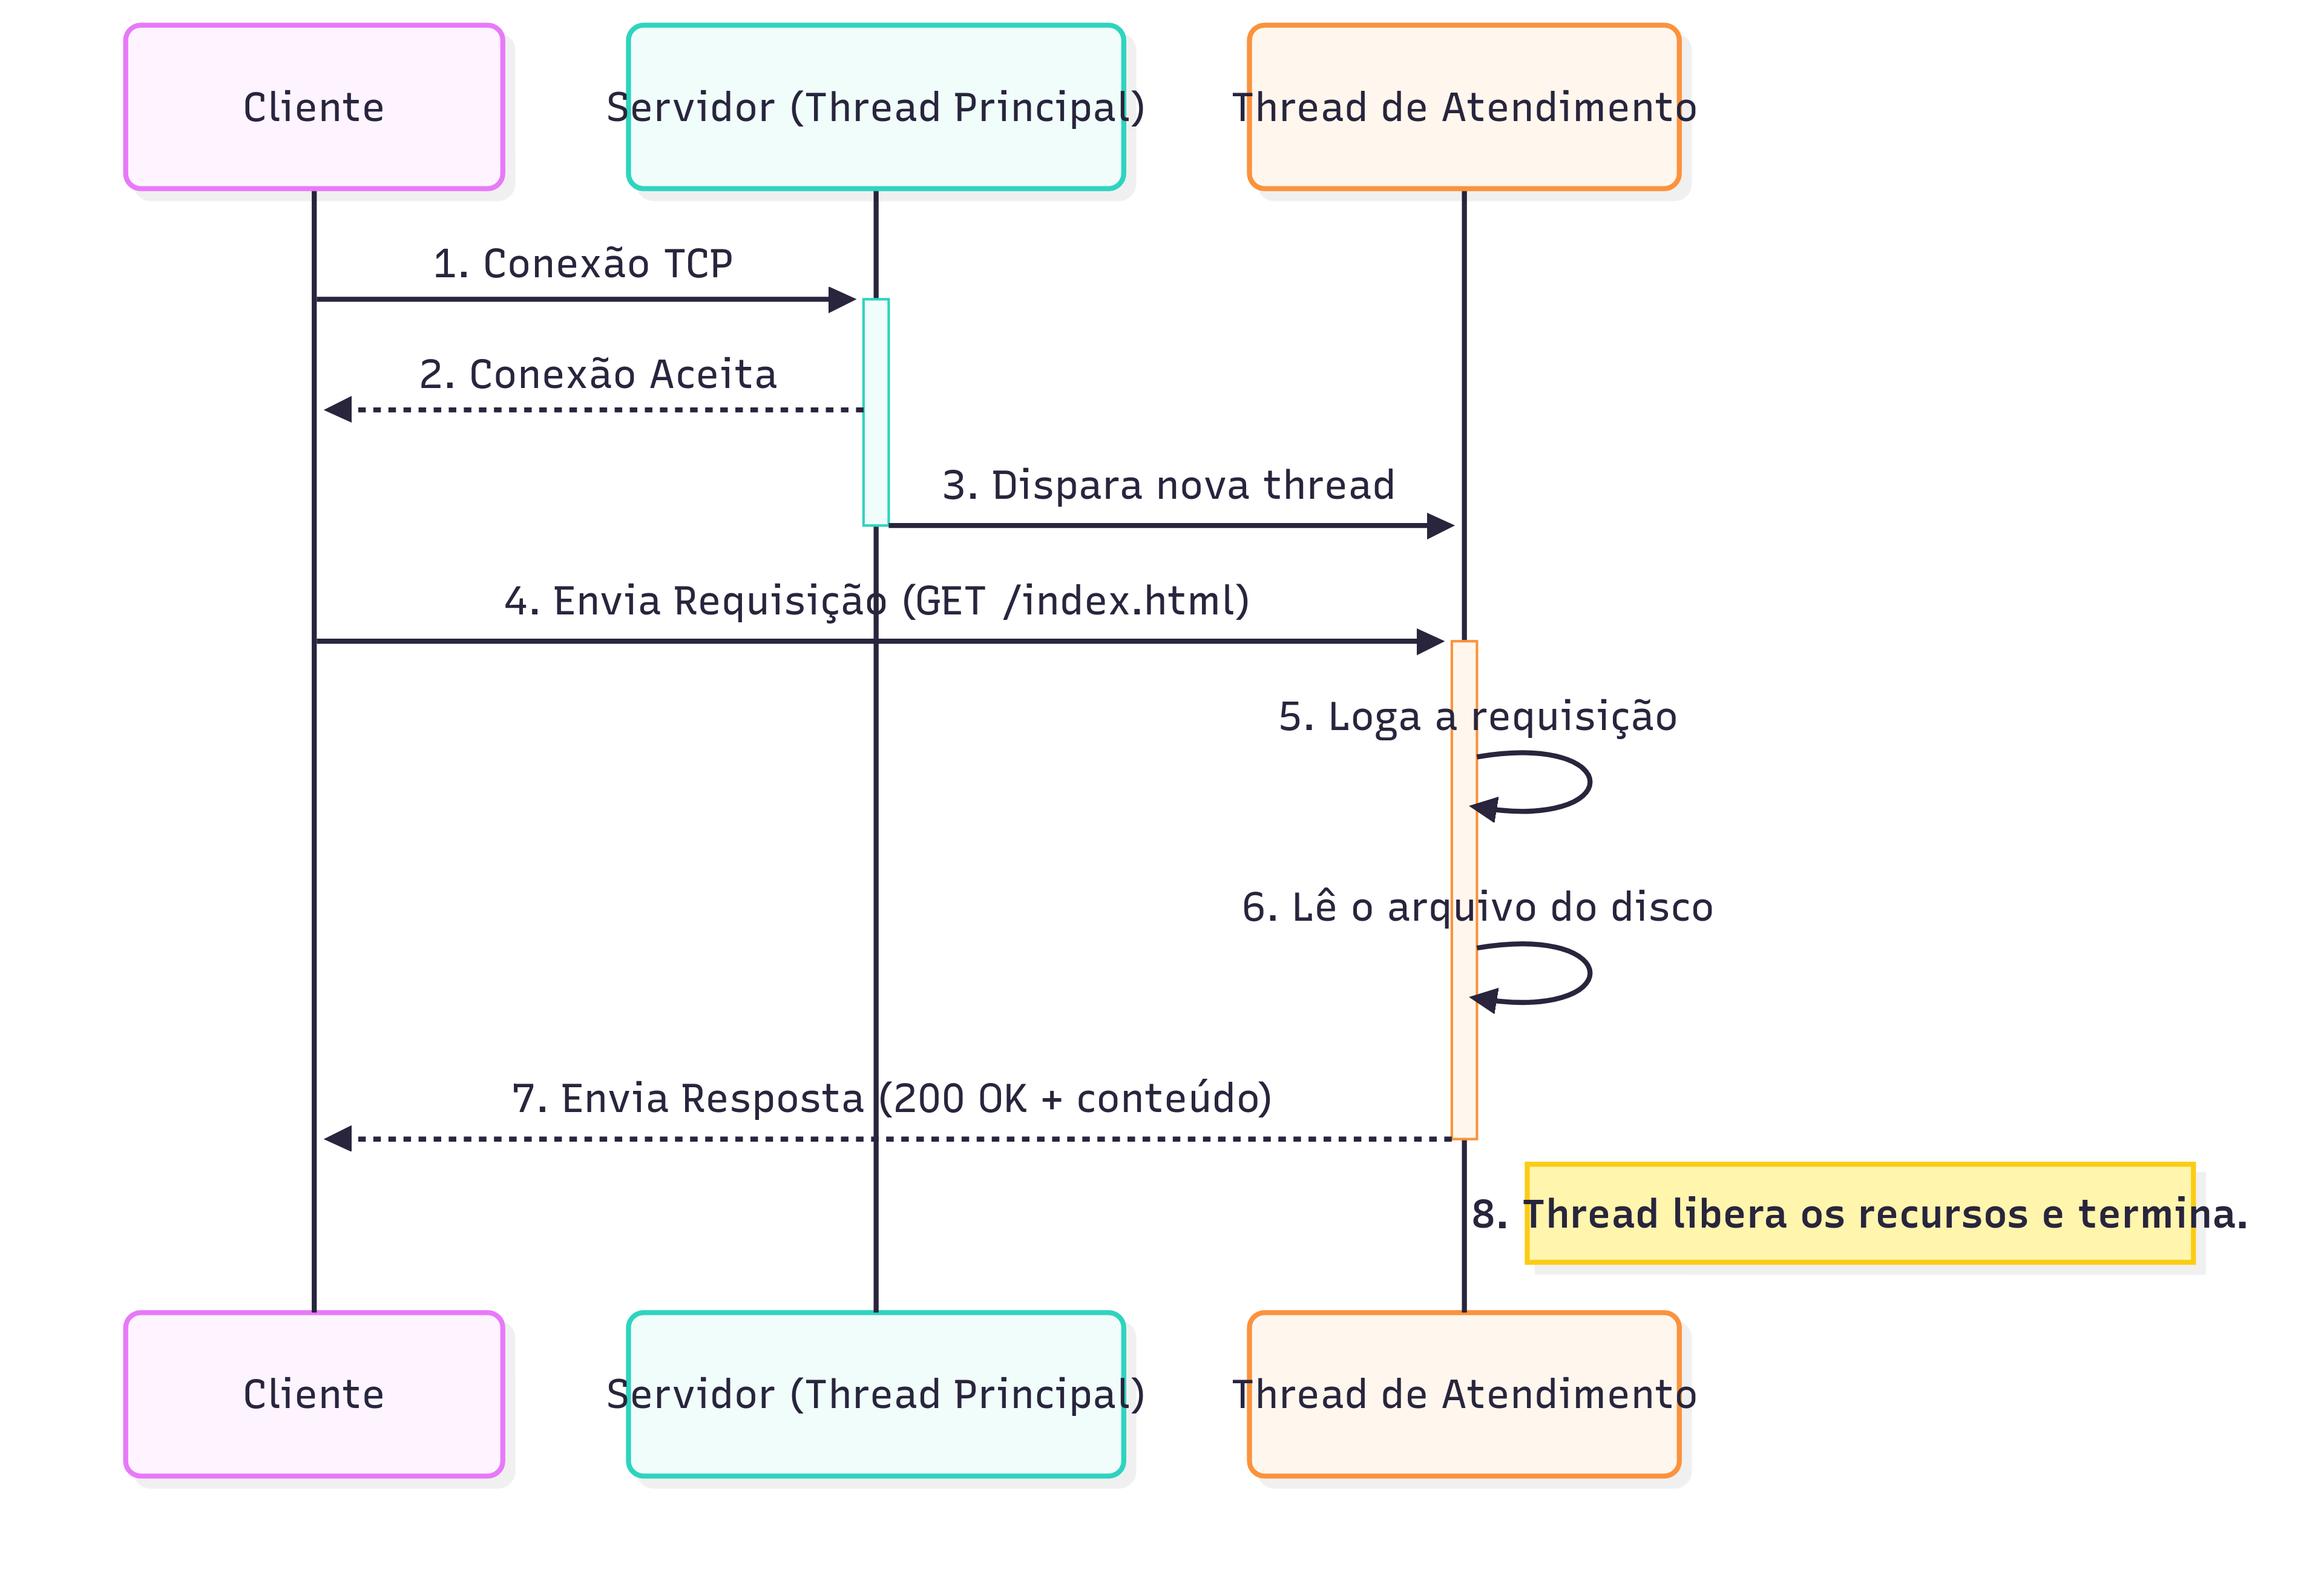 Cliente
Servidor (Thread Principal)
Thread de Atendimento
1. Conexão TCP
2. Conexão Aceita
3. Dispara nova thread
4. Envia Requisição (GET /index.html)
5. Loga a requisição
6. Lê o arquivo do disco
7. Envia Resposta (200 OK + conteúdo)
8. Thread libera os recursos e termina.
Cliente
Servidor (Thread Principal)
Thread de Atendimento